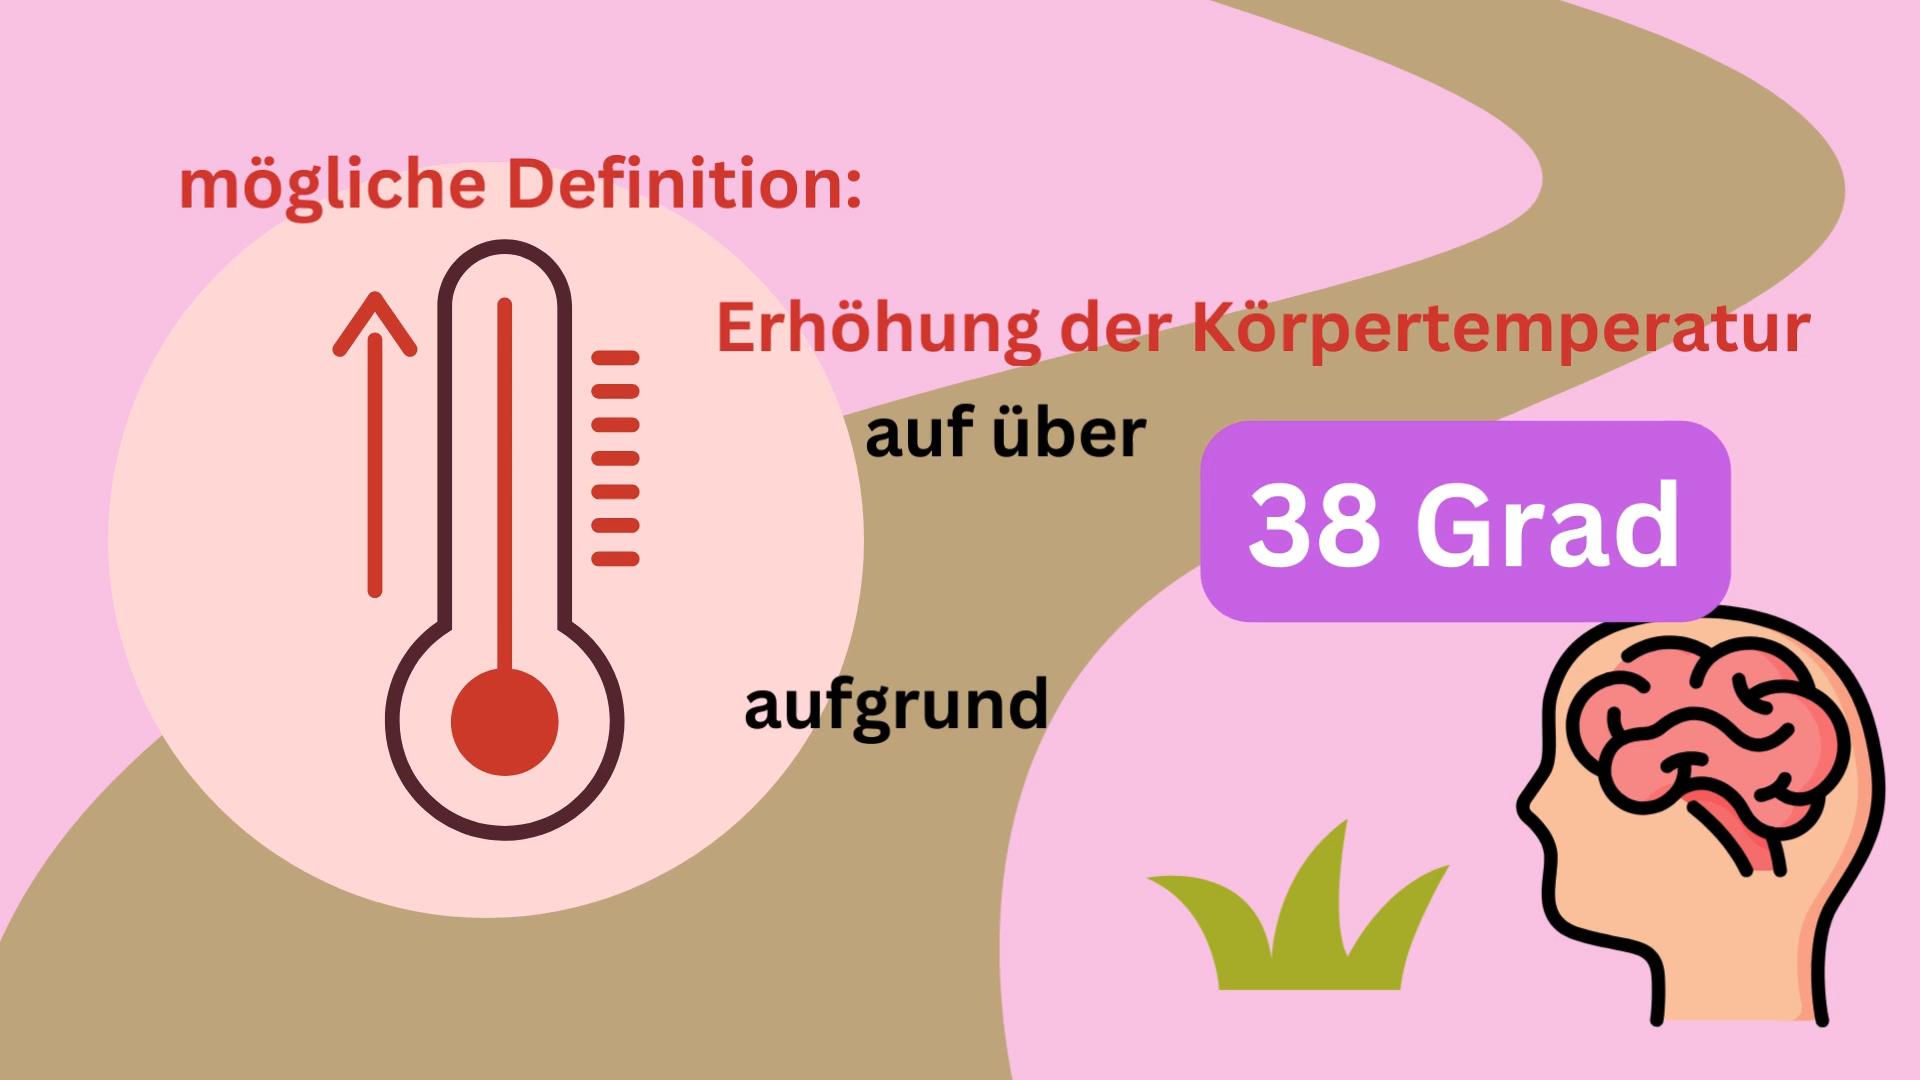 mögliche Definition:
Erhöhung der Körpertemperatur
auf über
38 Grad
aufgrund